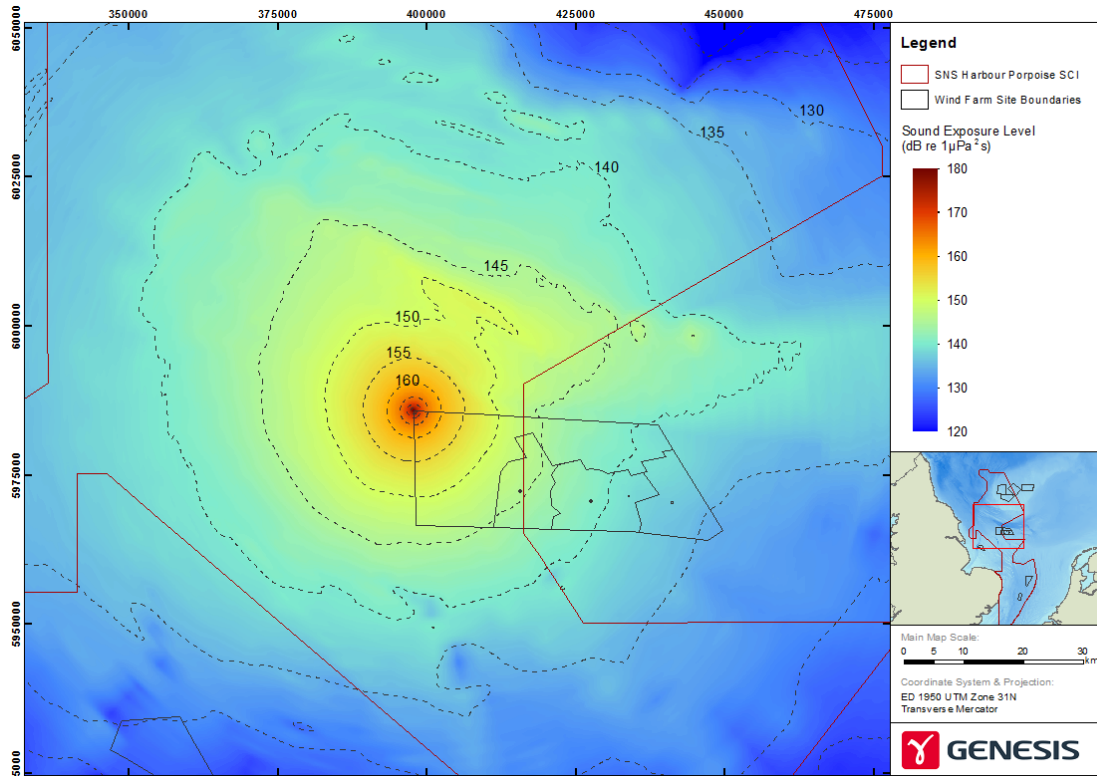 350000 375000 400000 425000 450000 475000
6050000
6025000
6000000
5975000
5950000
5000
130
135
140
145
150
155
160
Legend
SNS Harbour Porpoise SCI
Wind Farm Site Boundaries
Sound Exposure Level
(dB re 1µPa²s)
180
170
160
150
140
130
120
Main Map Scale:
0 5 10 20 30
km
Coordinate System & Projection:
ED 1950 UTM Zone 31N
Transverse Mercator
GENESIS